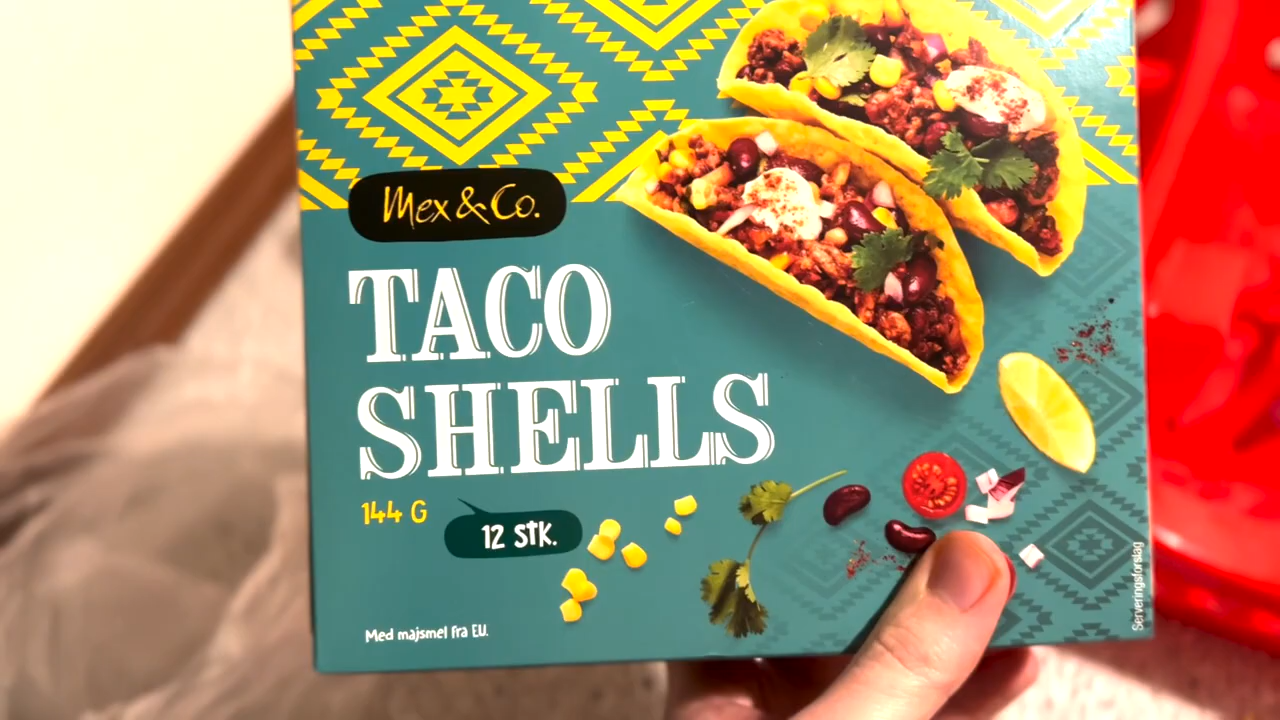 Mex & Co.
TACO
SHELLS
144 G
12 STK.
Med majsmel fra EU.
Serveringsforslag